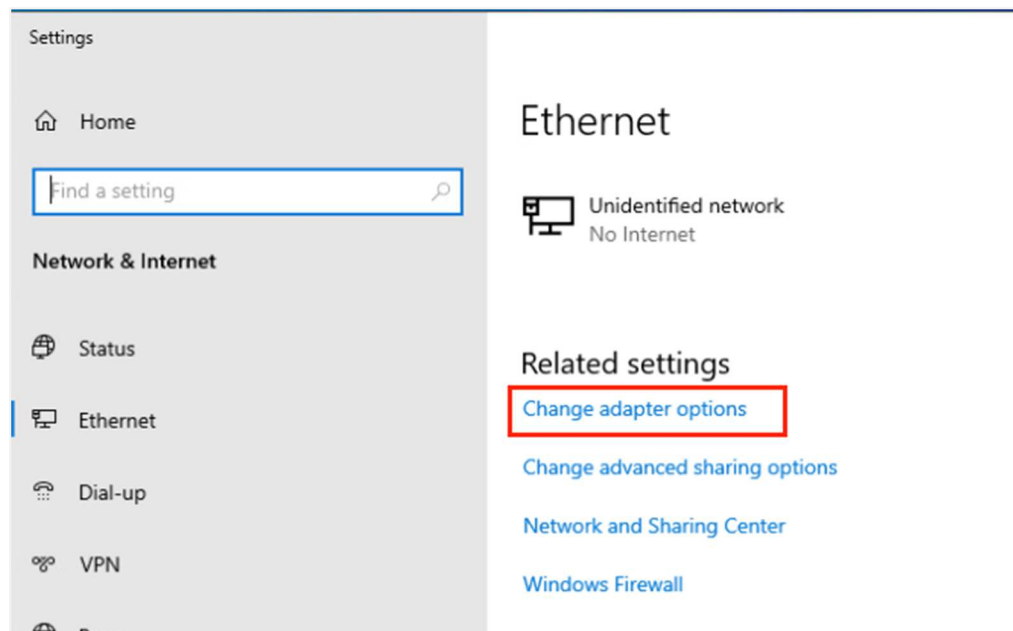 Settings
Home
Find a setting
Network & Internet
Status
Ethernet
Dial-up
VPN
Ethernet
Unidentified network
No Internet
Related settings
Change adapter options
Change advanced sharing options
Network and Sharing Center
Windows Firewall